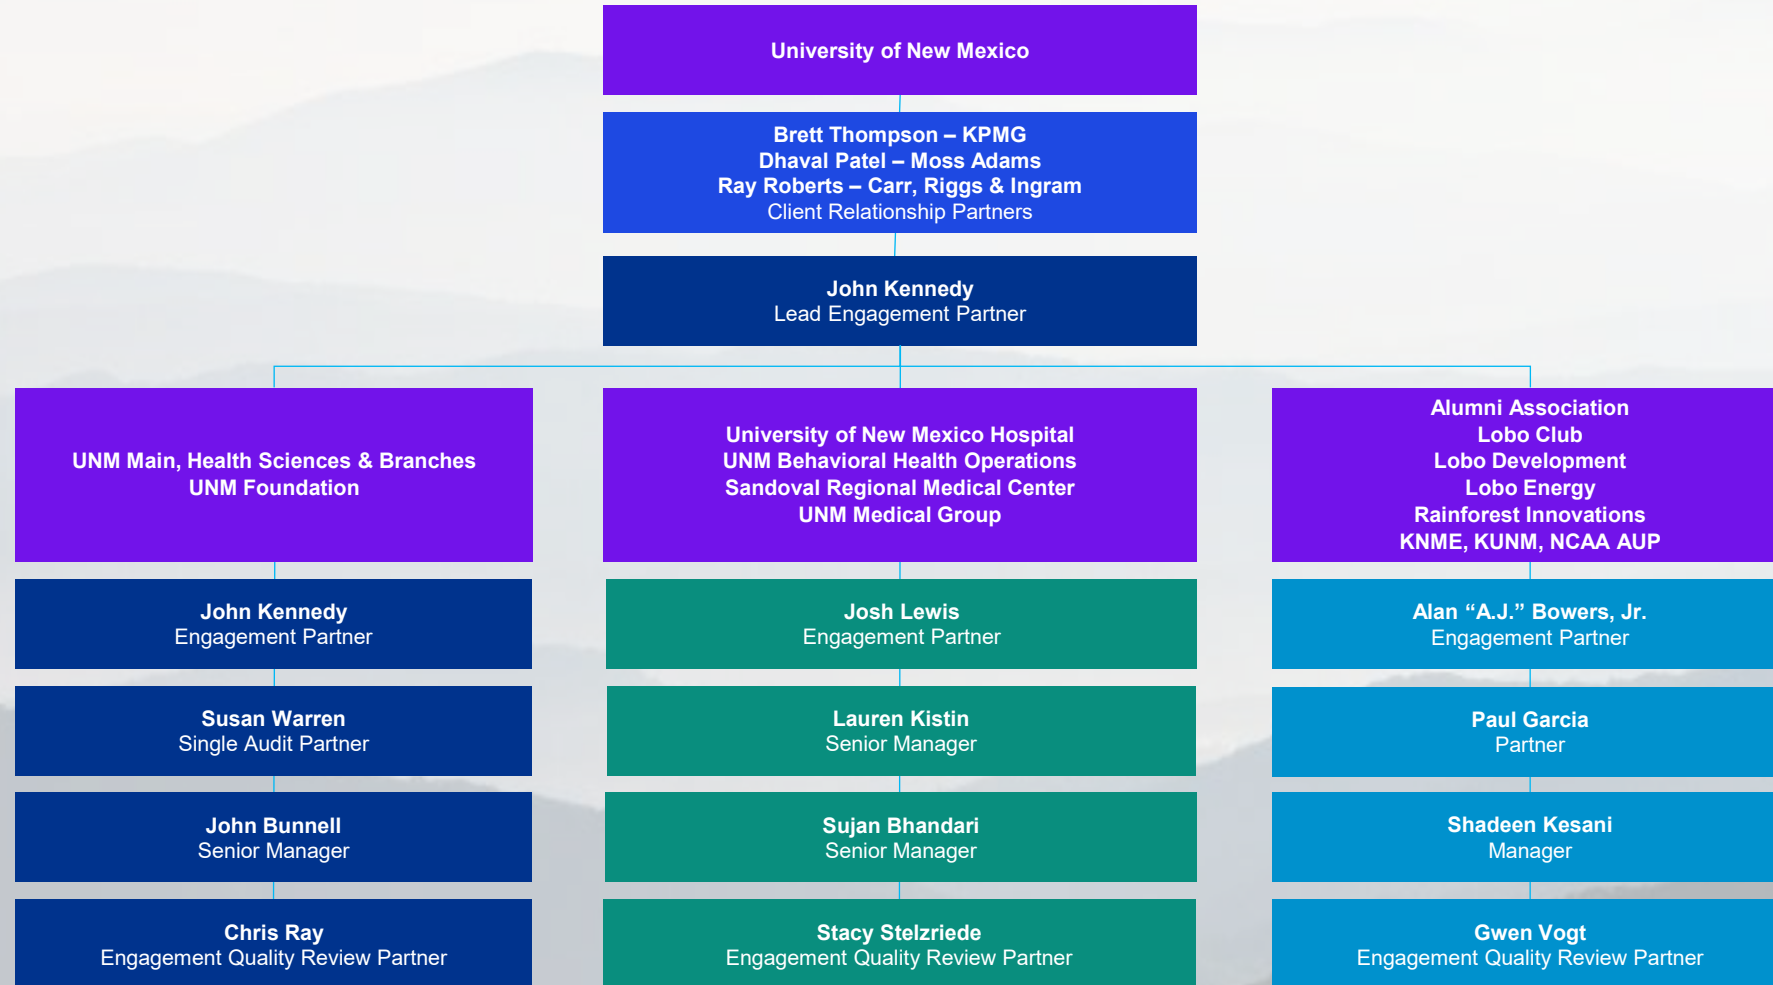 University of New Mexico
Brett Thompson – KPMG
Dhaval Patel – Moss Adams
Ray Roberts – Carr, Riggs & Ingram
Client Relationship Partners
John Kennedy
Lead Engagement Partner
UNM Main, Health Sciences & Branches
UNM Foundation
University of New Mexico Hospital
UNM Behavioral Health Operations
Sandoval Regional Medical Center
UNM Medical Group
Alumni Association
Lobo Club
Lobo Development
Lobo Energy
Rainforest Innovations
KNME, KUNM, NCAA AUP
John Kennedy
Engagement Partner
Susan Warren
Single Audit Partner
John Bunnell
Senior Manager
Chris Ray
Engagement Quality Review Partner
Josh Lewis
Engagement Partner
Lauren Kistin
Senior Manager
Sujan Bhandari
Senior Manager
Stacy Stelzriede
Engagement Quality Review Partner
Alan “A.J.” Bowers, Jr.
Engagement Partner
Paul Garcia
Partner
Shadeen Kesani
Manager
Gwen Vogt
Engagement Quality Review Partner